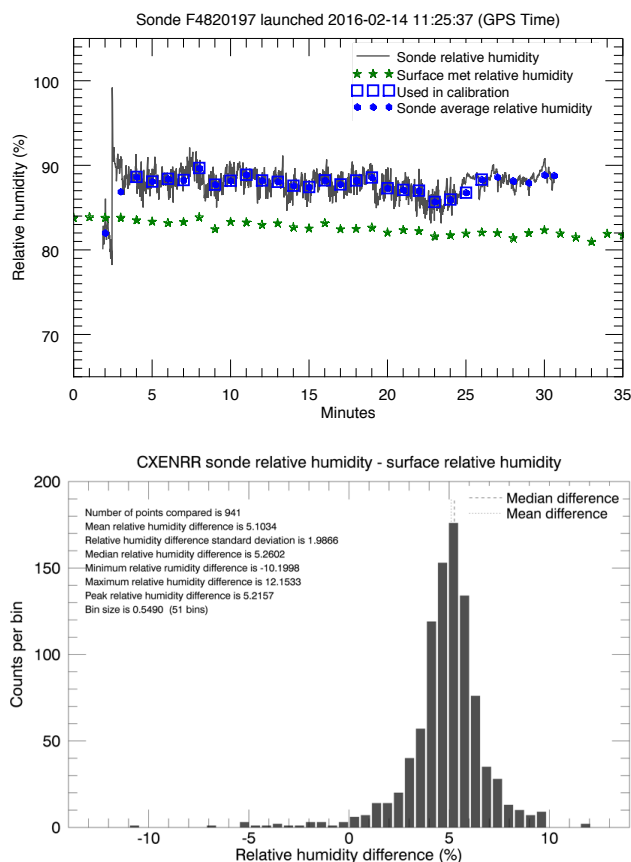 Sonde F4820197 launched 2016-02-14 11:25:37 (GPS Time)
Sonde relative humidity
Surface met relative humidity
Used in calibration
Sonde average relative humidity
Relative humidity (%)
100
90
80
70
0 5 10 15 20 25 30 35
Minutes
CXENRR sonde relative humidity - surface relative humidity
Median difference
Mean difference
Number of points compared is 941
Mean relative humidity difference is 5.1034
Relative humidity difference standard deviation is 1.9866
Median relative humidity difference is 5.2602
Minimum relative rumidity difference is -10.1998
Maximum relative humidity difference is 12.1533
Peak relative humidity difference is 5.2157
Bin size is 0.5490 (51 bins)
Counts per bin
200
150
100
50
0
-10 -5 0 5 10
Relative humidity difference (%)